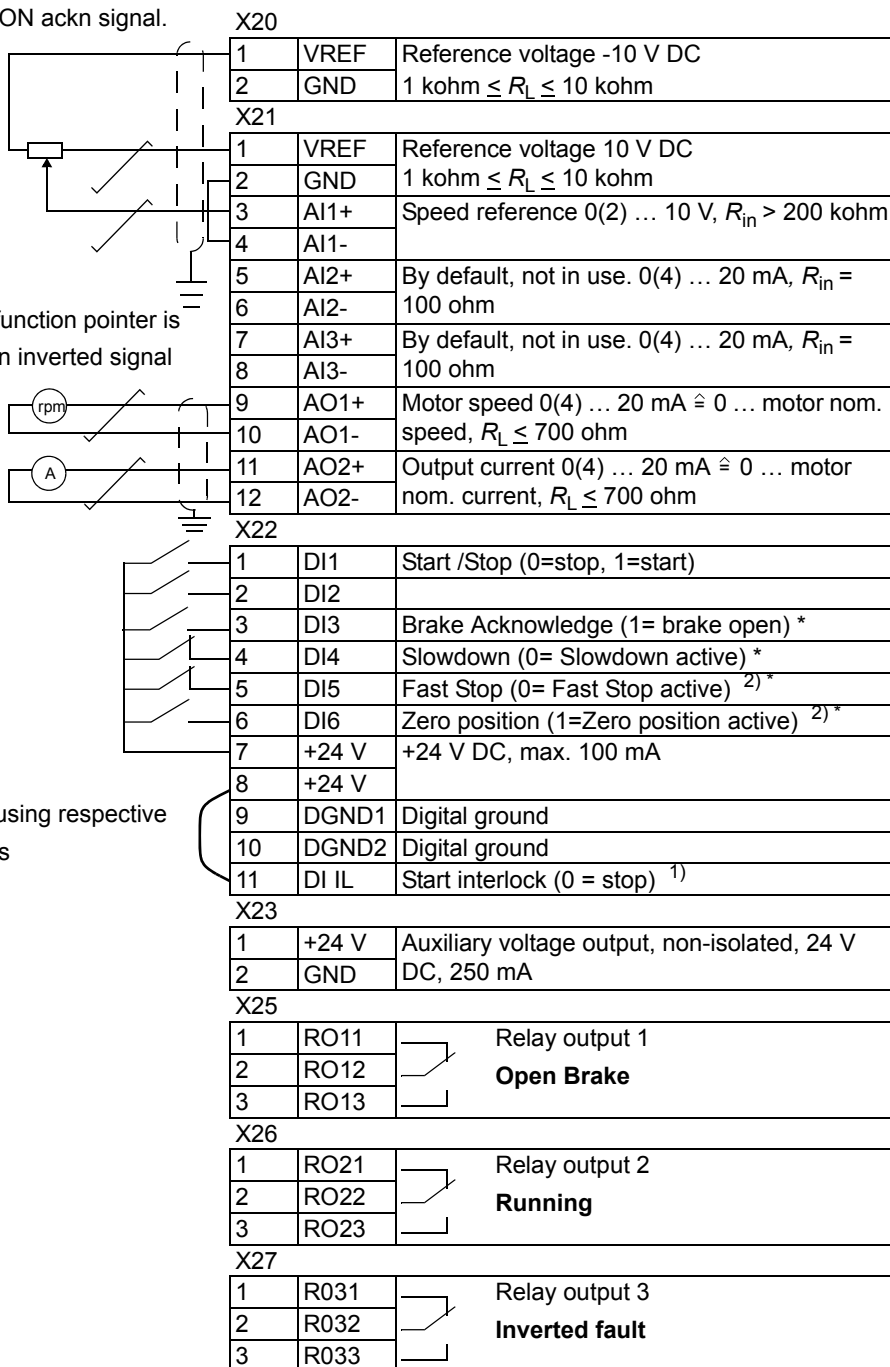 ON ackn signal.
X20
1 VREF Reference voltage -10 V DC
2 GND 1 kohm ≤ RL ≤ 10 kohm
X21
1 VREF Reference voltage 10 V DC
2 GND 1 kohm ≤ RL ≤ 10 kohm
3 AI1+ Speed reference 0(2) … 10 V, Rin > 200 kohm
4 AI1-
5 AI2+ By default, not in use. 0(4) … 20 mA, Rin =
6 AI2- 100 ohm
function pointer is
7 AI3+ By default, not in use. 0(4) … 20 mA, Rin =
n inverted signal
8 AI3- 100 ohm
rpm
9 AO1+ Motor speed 0(4) … 20 mA ≙ 0 … motor nom.
10 AO1- speed, RL ≤ 700 ohm
A
11 AO2+ Output current 0(4) … 20 mA ≙ 0 … motor
12 AO2- nom. current, RL ≤ 700 ohm
X22
1 DI1 Start /Stop (0=stop, 1=start)
2 DI2
3 DI3 Brake Acknowledge (1= brake open) *
4 DI4 Slowdown (0= Slowdown active) *
5 DI5 Fast Stop (0= Fast Stop active) 2) *
6 DI6 Zero position (1=Zero position active) 2) *
7 +24 V +24 V DC, max. 100 mA
8 +24 V
using respective
9 DGND1 Digital ground
s
10 DGND2 Digital ground
11 DI IL Start interlock (0 = stop) 1)
X23
1 +24 V Auxiliary voltage output, non-isolated, 24 V
2 GND DC, 250 mA
X25
1 RO11 Relay output 1
2 RO12 Open Brake
3 RO13
X26
1 RO21 Relay output 2
2 RO22 Running
3 RO23
X27
1 R031 Relay output 3
2 R032 Inverted fault
3 R033